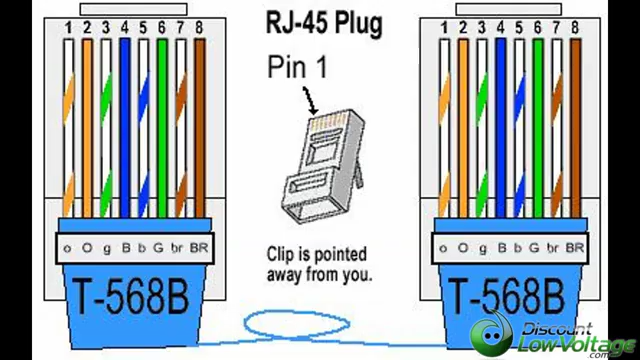 1 2 3 4 5 6 7 8
RJ-45 Plug
Pin 1
1 2 3 4 5 6 7 8
Clip is pointed
away from you.
o O g B b G br BR
T-568B
o O g B b G br BR
T-568B
Discount
LowVoltage
.com